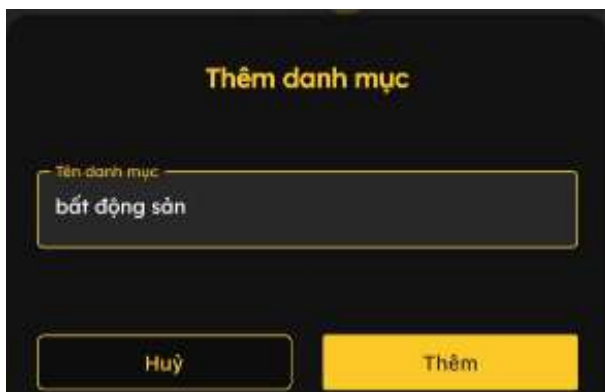 Thêm danh mục
Tên danh mục
bất động sản
Huỷ
Thêm